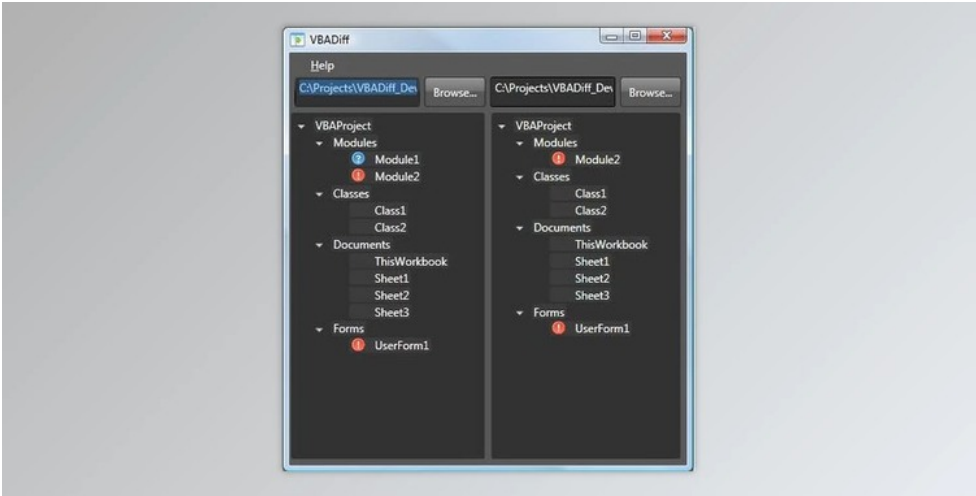 VBADiff
Help
C:\Projects\VBADiff_Dev Browse... C:\Projects\VBADiff_Dev Browse...
VBAProject
Modules
Module1
Module2
Classes
Class1
Class2
Documents
ThisWorkbook
Sheet1
Sheet2
Sheet3
Forms
UserForm1
VBAProject
Modules
Module2
Classes
Class1
Class2
Documents
ThisWorkbook
Sheet1
Sheet2
Sheet3
Forms
UserForm1